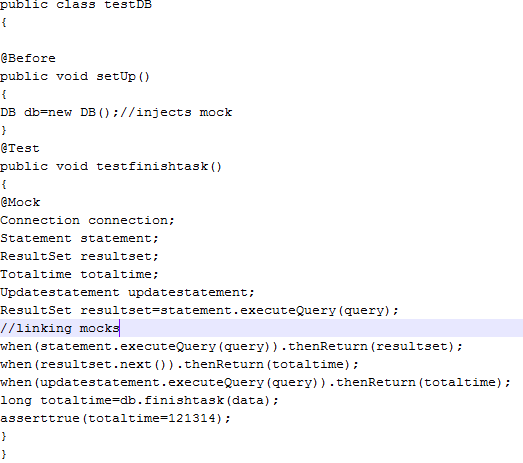 public class testDB
{
@Before
public void setUp()
{
DB db=new DB();//injects mock
}
@Test
public void testfinishtask()
{
@Mock
Connection connection;
Statement statement;
ResultSet resultset;
Totaltime totaltime;
Updatestatement updatestatement;
ResultSet resultset=statement.executeQuery(query);
//linking mocks
when(statement.executeQuery(query)).thenReturn(resultset);
when(resultset.next()).thenReturn(totaltime);
when(updatestatement.executeQuery(query)).thenReturn(totaltime);
long totaltime=db.finishtask(data);
asserttrue(totaltime=121314);
}
}